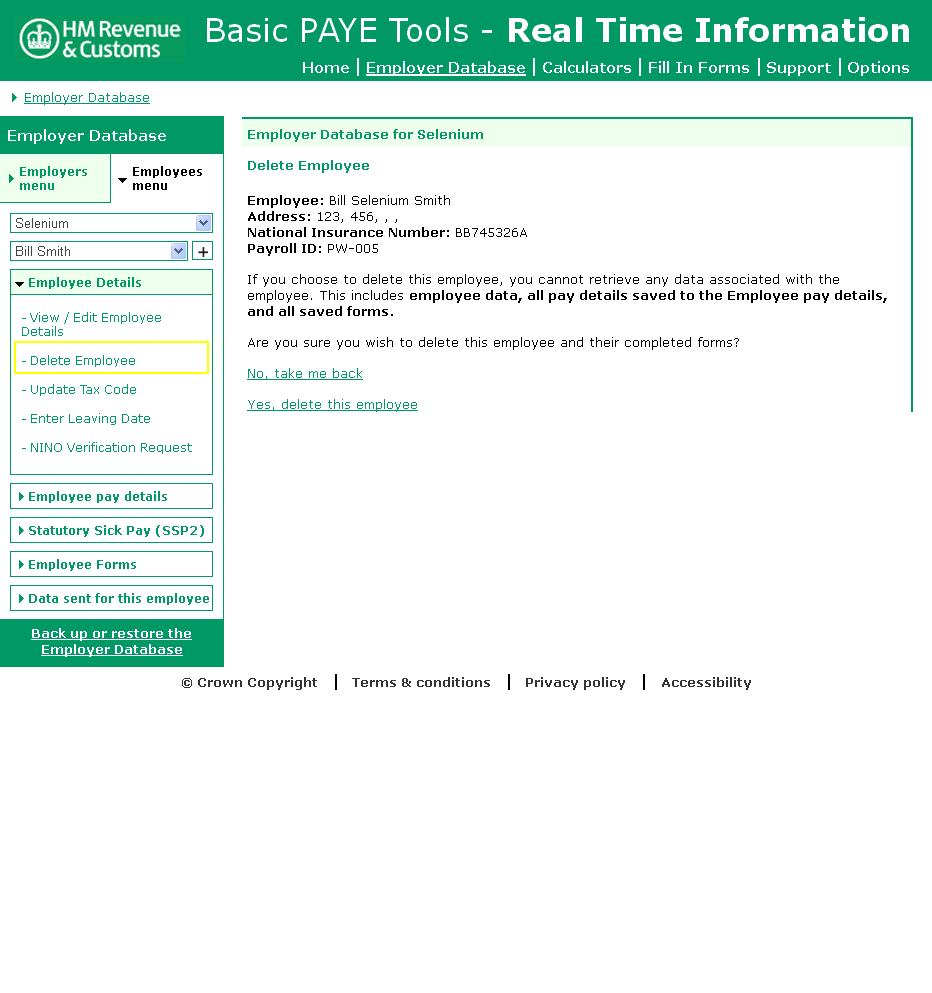 HM Revenue
& Customs
Basic PAYE Tools - Real Time Information
Home | Employer Database | Calculators | Fill In Forms | Support | Options
Employer Database
Employer Database
Employers
menu
Employees
menu
Selenium
Bill Smith
+
Employee Details
- View / Edit Employee
Details
- Delete Employee
- Update Tax Code
- Enter Leaving Date
- NINO Verification Request
Employee pay details
Statutory Sick Pay (SSP2)
Employee Forms
Data sent for this employee
Back up or restore the
Employer Database
Employer Database for Selenium
Delete Employee
Employee: Bill Selenium Smith
Address: 123, 456, , ,
National Insurance Number: BB745326A
Payroll ID: PW-005
If you choose to delete this employee, you cannot retrieve any data associated with the
employee. This includes employee data, all pay details saved to the Employee pay details,
and all saved forms.
Are you sure you wish to delete this employee and their completed forms?
No, take me back
Yes, delete this employee
© Crown Copyright | Terms & conditions | Privacy policy | Accessibility